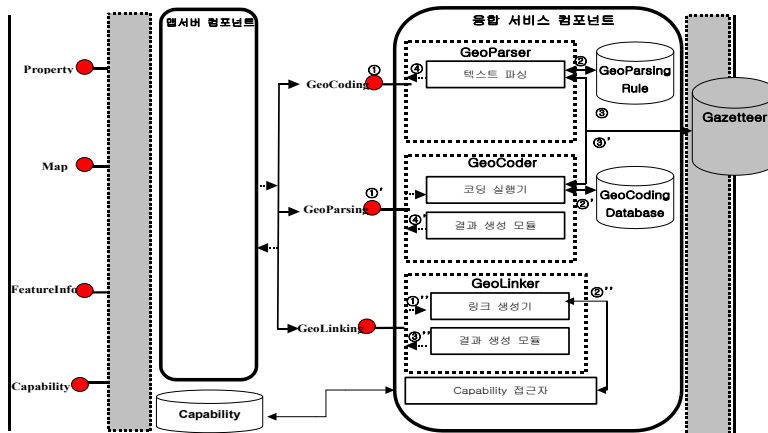 맵서버 컴포넌트
융합 서비스 컴포넌트
Property
Map
FeatureInfo
Capability
Capability
GeoCoding
①
GeoParsing
①'
GeoLinking
GeoParser
④
텍스트 파싱
②
GeoParsing
Rule
③
③'
Gazetteer
GeoCoder
코딩 실행기
②'
④'
결과 생성 모듈
GeoCoding
Database
GeoLinker
①''
링크 생성기
②''
③''
결과 생성 모듈
Capability 접근자